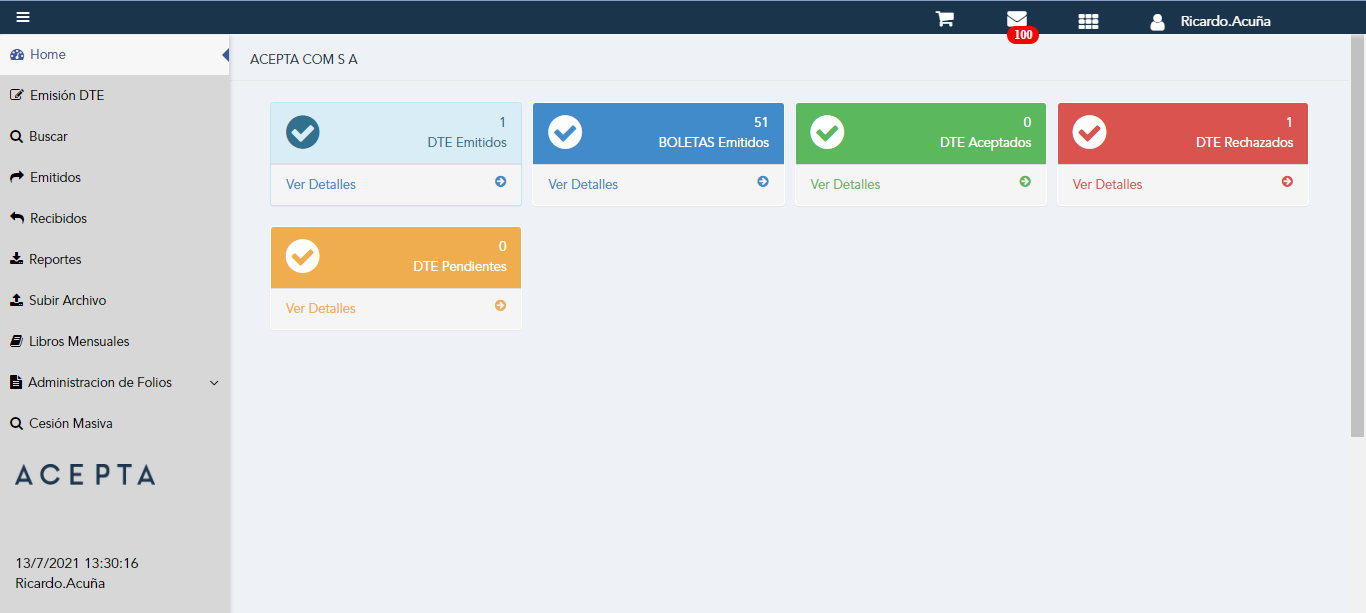 Ricardo.Acuña
100
Home
ACEPTA COM S A
Emisión DTE
Buscar
Emitidos
Recibidos
Reportes
Subir Archivo
Libros Mensuales
Administracion de Folios
Cesión Masiva
ACEPTA
13/7/2021 13:30:16
Ricardo.Acuña
1
DTE Emitidos
Ver Detalles
51
BOLETAS Emitidos
Ver Detalles
0
DTE Aceptados
Ver Detalles
1
DTE Rechazados
Ver Detalles
0
DTE Pendientes
Ver Detalles